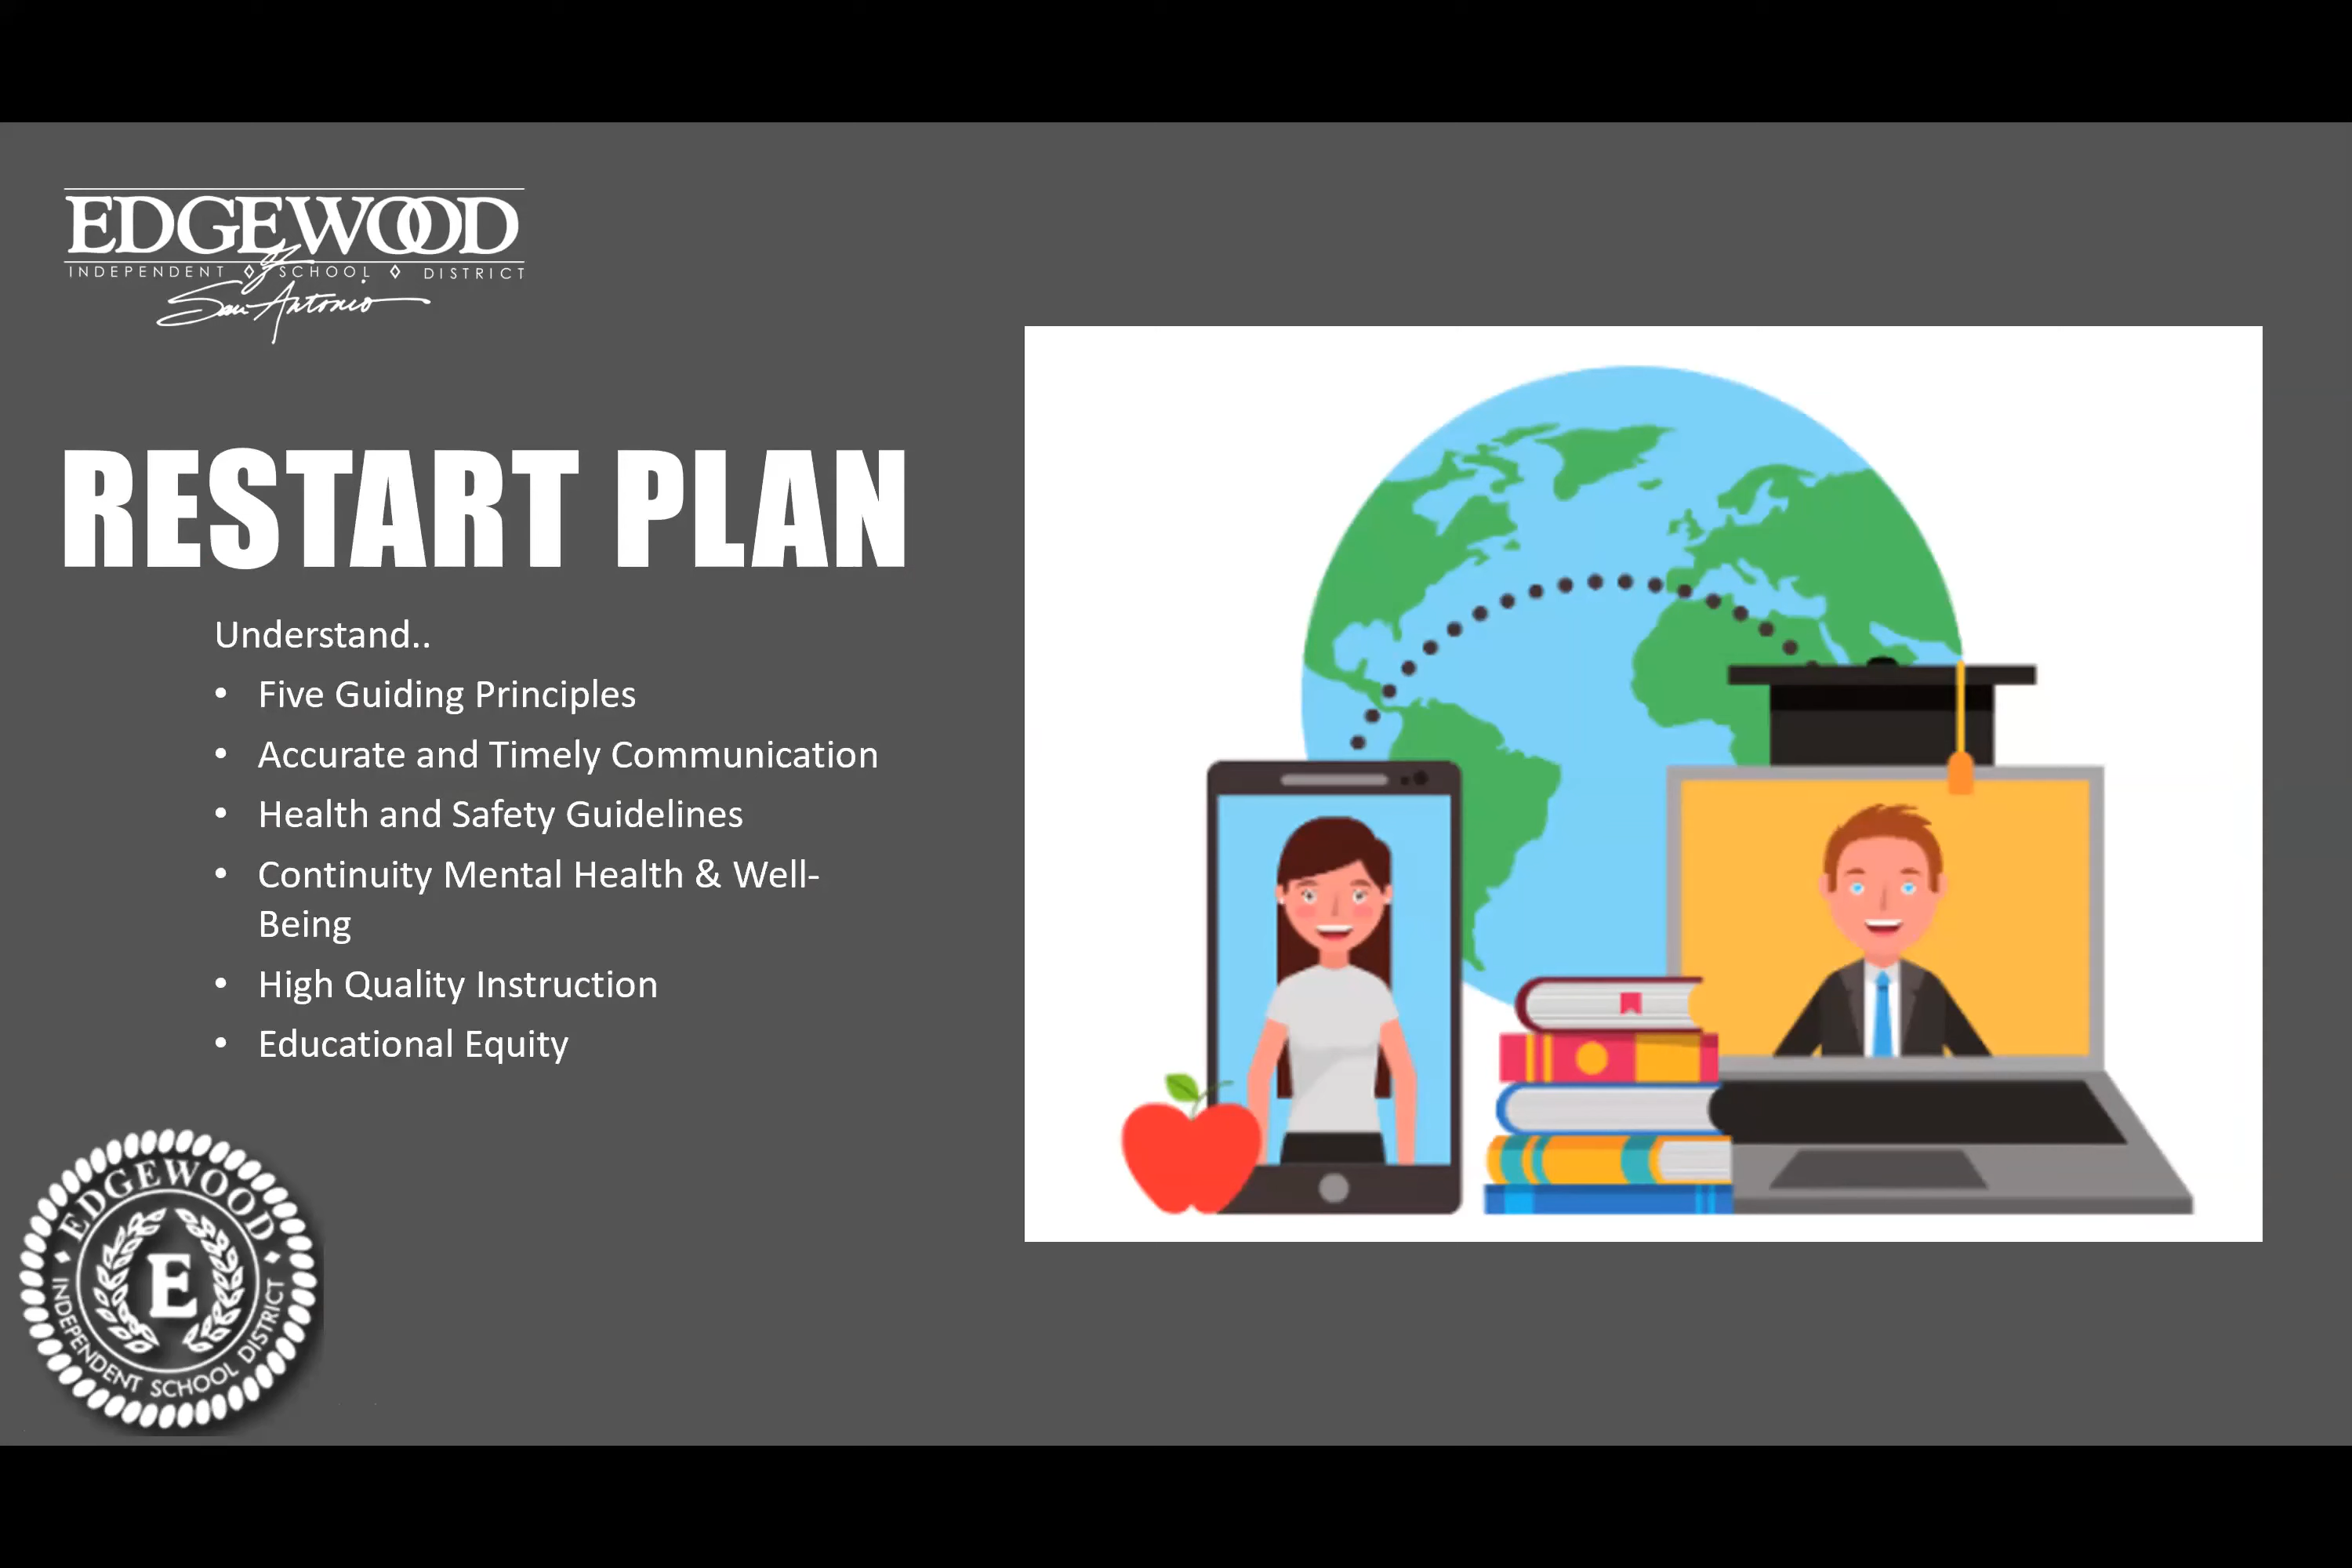 EDGEWOOD
INDEPENDENT SCHOOL DISTRICT
of
San Antonio
RESTART PLAN
Understand..
• Five Guiding Principles
• Accurate and Timely Communication
• Health and Safety Guidelines
• Continuity Mental Health & Well-
Being
• High Quality Instruction
• Educational Equity
EDGEWOOD
E
INDEPENDENT SCHOOL DISTRICT